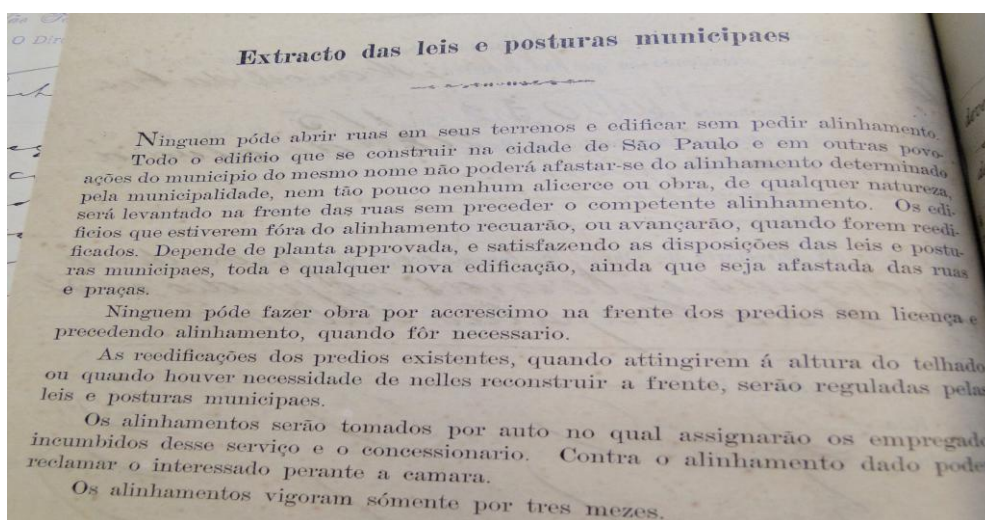 Extracto das leis e posturas municipaes
Ninguem póde abrir ruas em seus terrenos e edificar sem pedir alinhamento.
Todo o edificio que se construir na cidade de São Paulo e em outras povo-
ações do municipio do mesmo nome não poderá afastar-se do alinhamento determinado
pela municipalidade, nem tão pouco nenhum alicerce ou obra, de qualquer natureza,
será levantado na frente das ruas sem preceder o competente alinhamento. Os edi-
ficios que estiverem fóra do alinhamento recuarão, ou avançarão, quando forem reedi-
ficados. Depende de planta approvada, e satisfazendo as disposições das leis e postu-
ras municipaes, toda e qualquer nova edificação, ainda que seja afastada das ruas
e praças.
Ninguem póde fazer obra por accrescimo na frente dos predios sem licença e
precedendo alinhamento, quando fôr necessario.
As reedificações dos predios existentes, quando attingirem á altura do telhado
ou quando houver necessidade de nelles reconstruir a frente, serão reguladas pelas
leis e posturas municipaes.
Os alinhamentos serão tomados por auto no qual assignarão os empregad
incumbidos desse serviço e o concessionario. Contra o alinhamento dado pode
reclamar o interessado perante a camara.
Os alinhamentos vigoram sómente por tres mezes.